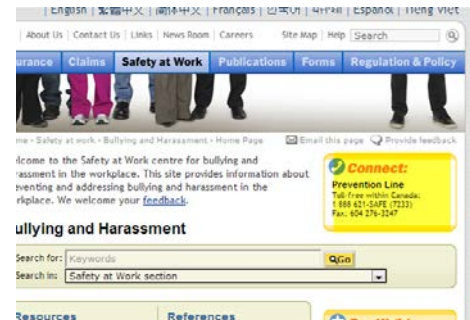 English | 繁體中文 | 简体中文 | Français | 한국어 | ਪੰਜਾਬੀ | Español | Tiếng Việt
About Us | Contact Us | Links | News Room | Careers Site Map | Help Search
urance Claims Safety at Work Publications Forms Regulation & Policy
me > Safety at work > Bullying and Harassment > Home Page Email this page Provide feedback
elcome to the Safety at Work centre for bullying and
rassment in the workplace. This site provides information about
eventing and addressing bullying and harassment in the
rkplace. We welcome your feedback.
Connect:
Prevention Line
Toll-free within Canada:
1 888 621-SAFE (7233)
Fax: 604 276-3247
ullying and Harassment
Search for: Keywords Go
Search in: Safety at Work section
Resources References